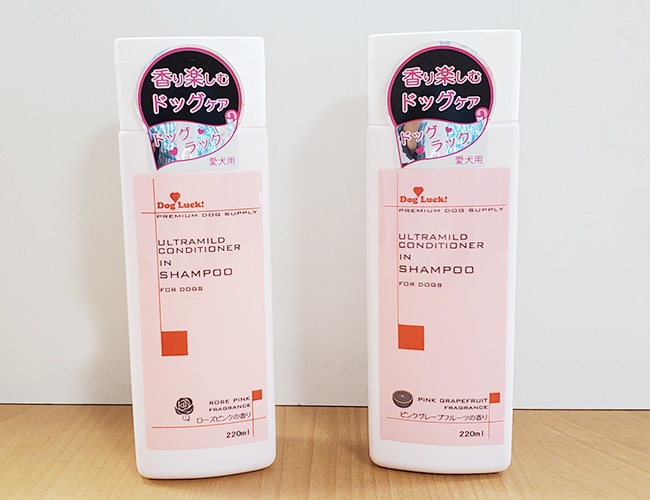 香り楽しむ
ドッグケア
ドッグ
ラック
愛犬用
Dog Luck!
PREMIUM DOG SUPPLY
ULTRAMILD
CONDITIONER
IN
SHAMPOO
FOR DOGS
ROSE PINK
FRAGRANCE
ローズピンクの香り
220ml
香り楽しむ
ドッグケア
ドッグ
ラック
愛犬用
Dog Luck!
PREMIUM DOG SUPPLY
ULTRAMILD
CONDITIONER
IN
SHAMPOO
FOR DOGS
PINK GRAPEFRUIT
FRAGRANCE
ピンクグレープフルーツの香り
220ml